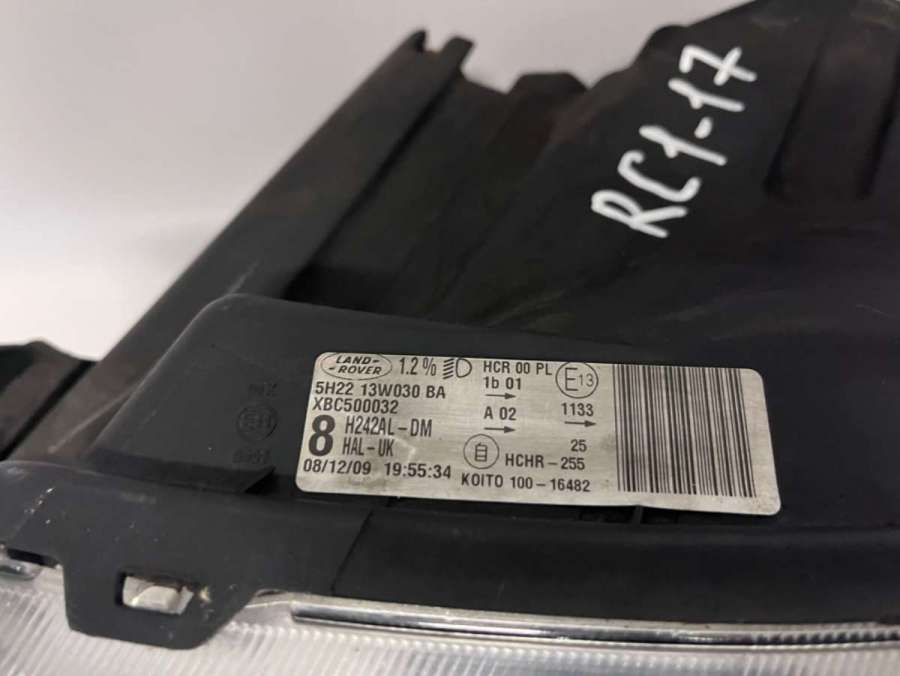 RC1-17
LAND-
-ROVER
1.2%
HCR 00 PL
E13
5H22 13W030 BA
1b 01
XBC500032
A 02
1133
8
H242AL-DM
HAL-UK
25
HCHR-255
08/12/09 19:55:34
KOITO 100-16482